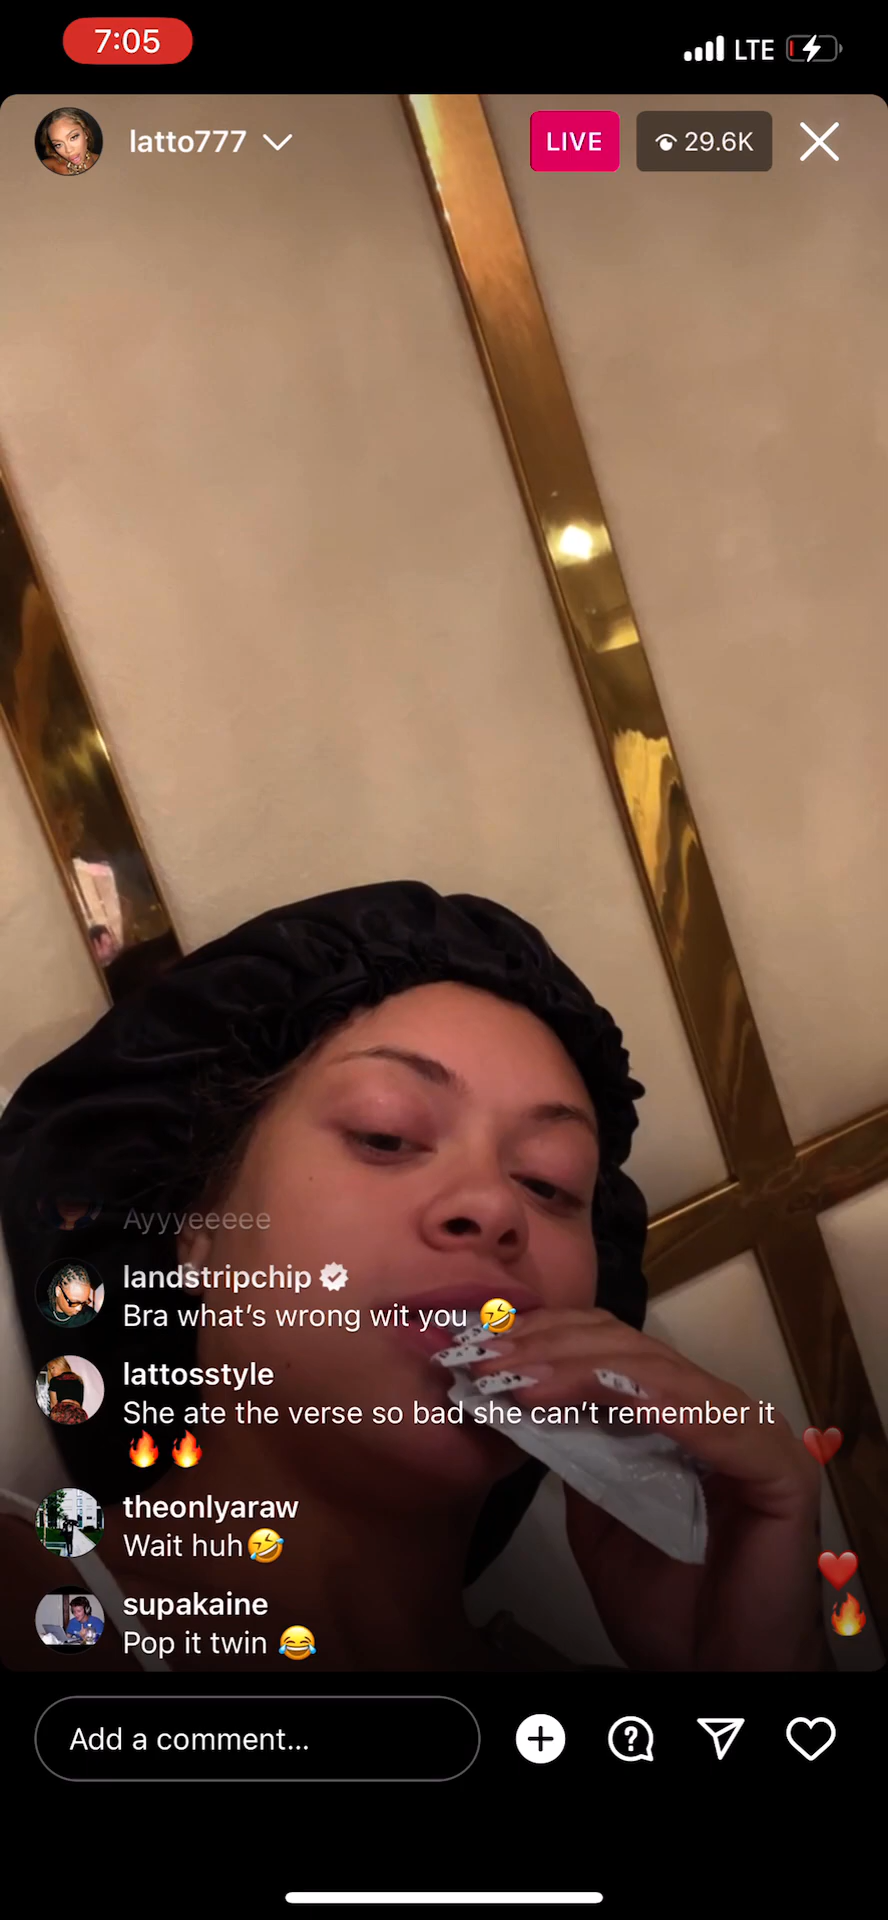 7:05
LTE
latto777
LIVE
29.6K
Ayyyeeeee
landstripchip
Bra what's wrong wit you 🤣
lattosstyle
She ate the verse so bad she can't remember it
🔥 🔥
theonlyaraw
Wait huh🤣
supakaine
Pop it twin 😂
Add a comment...